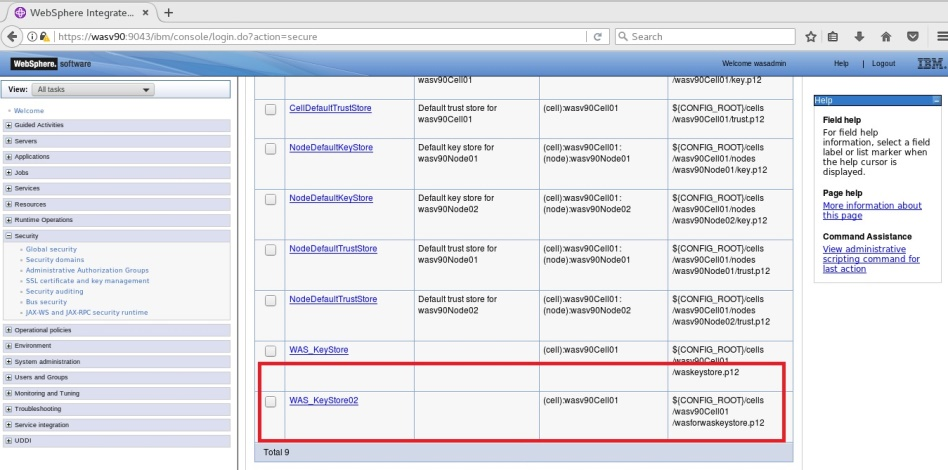 WebSphere Integrate...
https://wasv90:9043/ibm/console/login.do?action=secure
Search
WebSphere. software
Welcome wasadmin
Help | Logout
IBM.
View: All tasks
Welcome
Guided Activities
Servers
Applications
Jobs
Services
Resources
Runtime Operations
Security
Global security
Security domains
Administrative Authorization Groups
SSL certificate and key management
Security auditing
Bus security
JAX-WS and JAX-RPC security runtime
Operational policies
Environment
System administration
Users and Groups
Monitoring and Tuning
Troubleshooting
Service integration
UDDI
wasv90Cell01
/wasv90Cell01/key.p12
CellDefaultTrustStore
Default trust store for
wasv90Cell01
(cell):wasv90Cell01
${CONFIG_ROOT}/cells
/wasv90Cell01/trust.p12
NodeDefaultKeyStore
Default key store for
wasv90Node01
(cell):wasv90Cell01:
(node):wasv90Node01
${CONFIG_ROOT}/cells
/wasv90Cell01/nodes
/wasv90Node01/key.p12
NodeDefaultKeyStore
Default key store for
wasv90Node02
(cell):wasv90Cell01:
(node):wasv90Node02
${CONFIG_ROOT}/cells
/wasv90Cell01/nodes
/wasv90Node02/key.p12
NodeDefaultTrustStore
Default trust store for
wasv90Node01
(cell):wasv90Cell01:
(node):wasv90Node01
${CONFIG_ROOT}/cells
/wasv90Cell01/nodes
/wasv90Node01/trust.p12
NodeDefaultTrustStore
Default trust store for
wasv90Node02
(cell):wasv90Cell01:
(node):wasv90Node02
${CONFIG_ROOT}/cells
/wasv90Cell01/nodes
/wasv90Node02/trust.p12
WAS_KeyStore
(cell):wasv90Cell01
${CONFIG_ROOT}/cells
/wasv90Cell01
/waskeystore.p12
WAS_KeyStore02
(cell):wasv90Cell01
${CONFIG_ROOT}/cells
/wasv90Cell01
/wasforwaskeystore.p12
Total 9
Help
Field help
For field help
information, select a field
label or list marker when
the help cursor is
displayed.
Page help
More information about
this page
Command Assistance
View administrative
scripting command for
last action